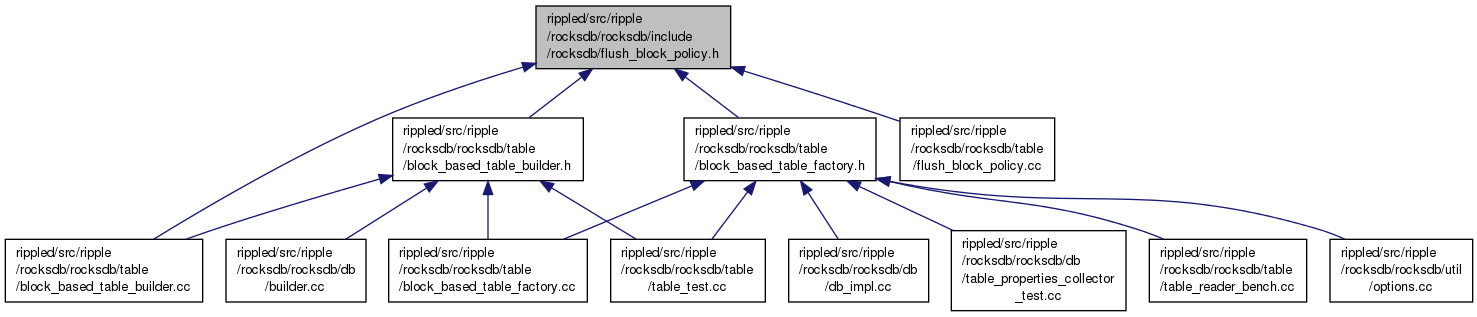 rippled/src/ripple
/rocksdb/rocksdb/include
/rocksdb/flush_block_policy.h
rippled/src/ripple
/rocksdb/rocksdb/table
/block_based_table_builder.h
rippled/src/ripple
/rocksdb/rocksdb/table
/block_based_table_factory.h
rippled/src/ripple
/rocksdb/rocksdb/table
/flush_block_policy.cc
rippled/src/ripple
/rocksdb/rocksdb/table
/block_based_table_builder.cc
rippled/src/ripple
/rocksdb/rocksdb/db
/builder.cc
rippled/src/ripple
/rocksdb/rocksdb/table
/block_based_table_factory.cc
rippled/src/ripple
/rocksdb/rocksdb/table
/table_test.cc
rippled/src/ripple
/rocksdb/rocksdb/db
/db_impl.cc
rippled/src/ripple
/rocksdb/rocksdb/db
/table_properties_collector
_test.cc
rippled/src/ripple
/rocksdb/rocksdb/table
/table_reader_bench.cc
rippled/src/ripple
/rocksdb/rocksdb/util
/options.cc